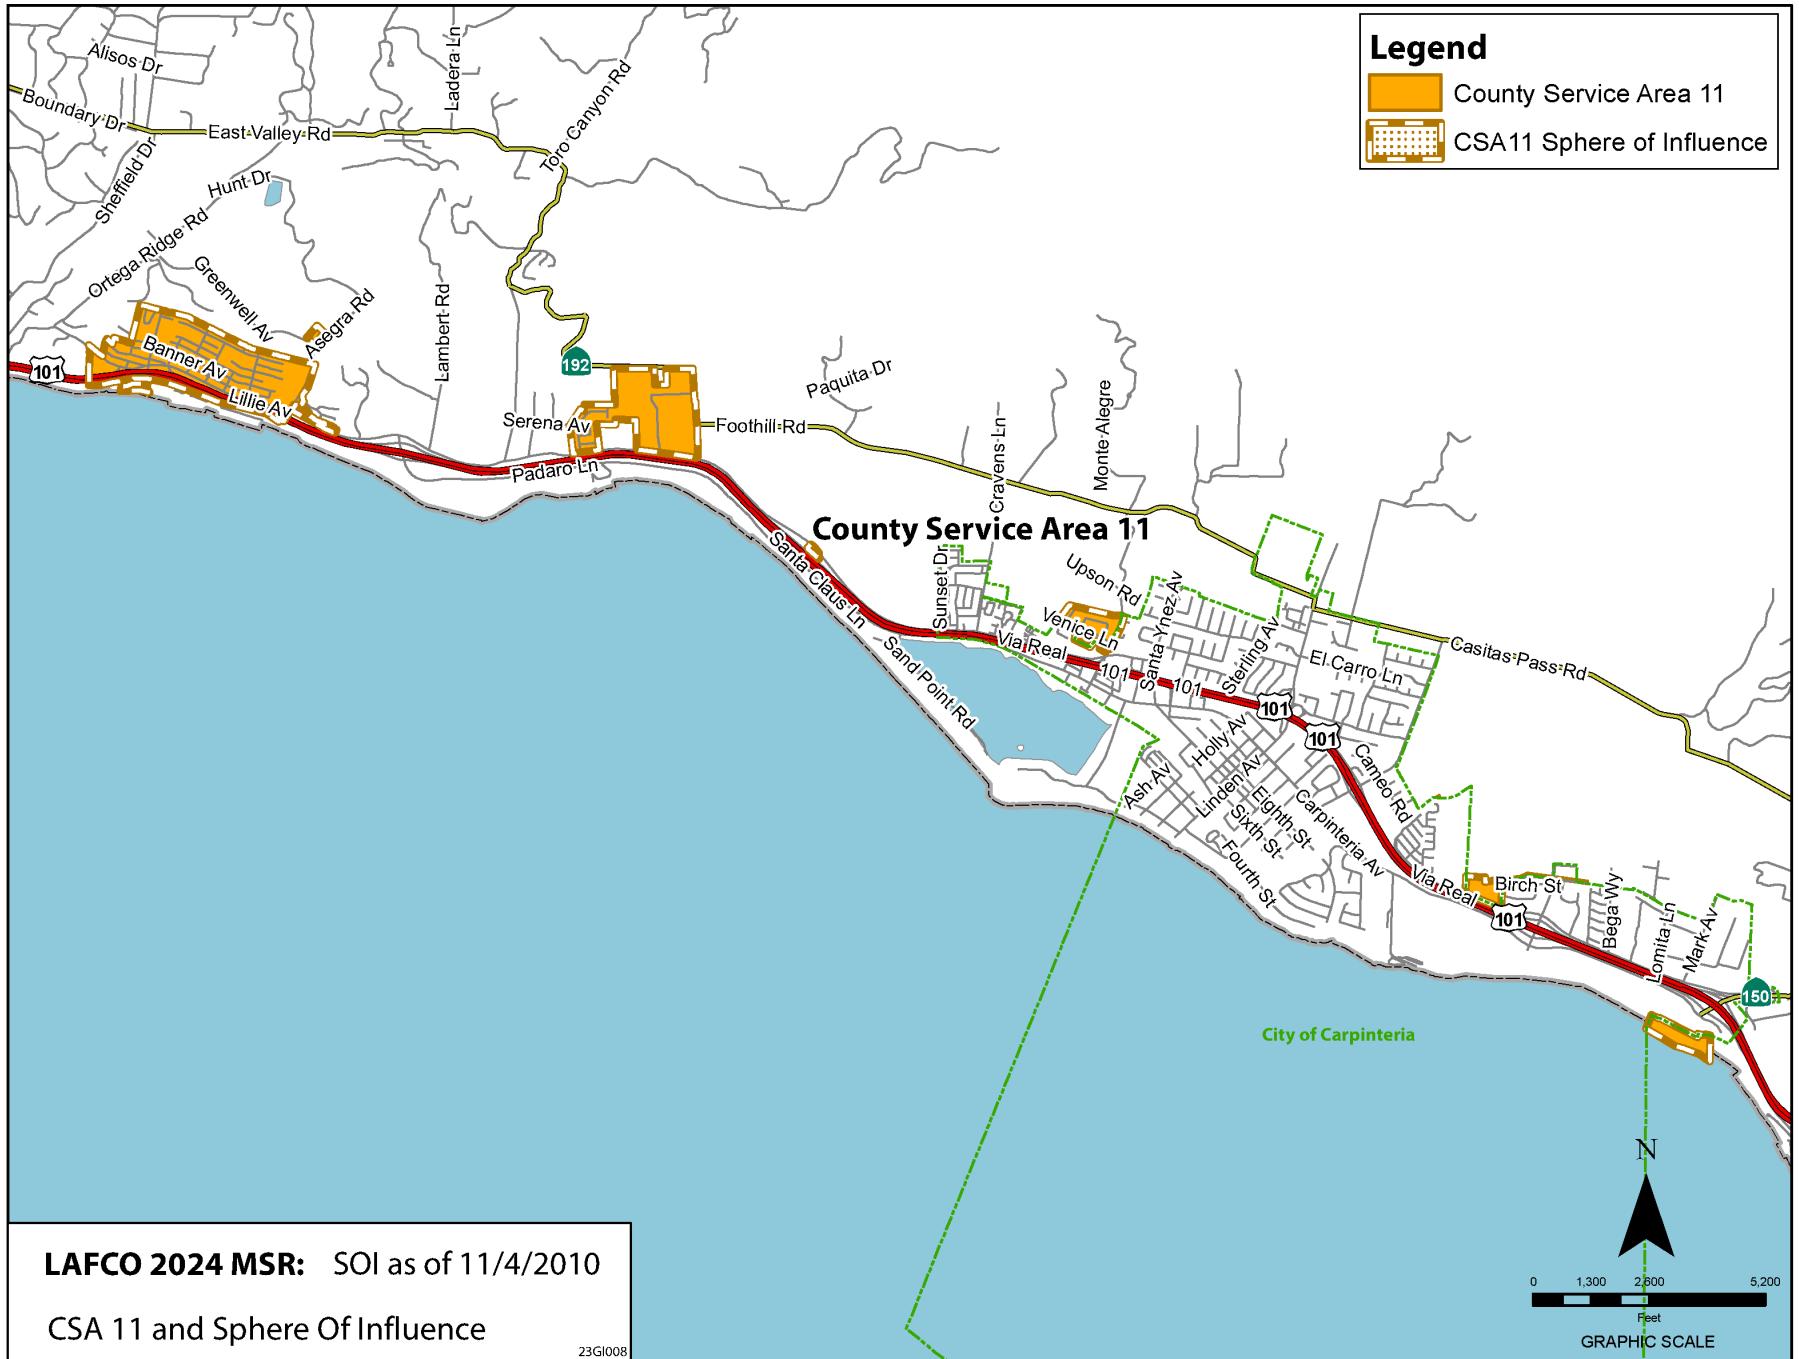 Legend
County Service Area 11
CSA11 Sphere of Influence
Alisos Dr
Boundary Dr
East Valley Rd
Ladera Ln
Toro Canyon Rd
Sheffield Dr
Hunt Dr
Ortega Ridge Rd
Greenwell Av
Asegra Rd
Lambert Rd
Banner Av
101
Lillie Av
192
Serena Av
Padaro Ln
Foothill Rd
Paquita Dr
Cravens Ln
Monte Alegre
County Service Area 11
Santa Claus Ln
Sunset Dr
Upson Rd
Venice Ln
Santa Ynez Av
Via Real
101
101
Sterling Av
El Carro Ln
Casitas Pass Rd
Sand Point Rd
101
101
Holly Av
Linden Av
Ash Av
Eighth St
Sixth St
Fourth St
Carpinteria Av
Cameo Rd
Via Real
Birch St
101
Bega Wy
Lomita Ln
Mark Av
150
City of Carpinteria
N
0 1,300 2,600 5,200
Feet
GRAPHIC SCALE
LAFCO 2024 MSR: SOI as of 11/4/2010
CSA 11 and Sphere Of Influence
23GI008